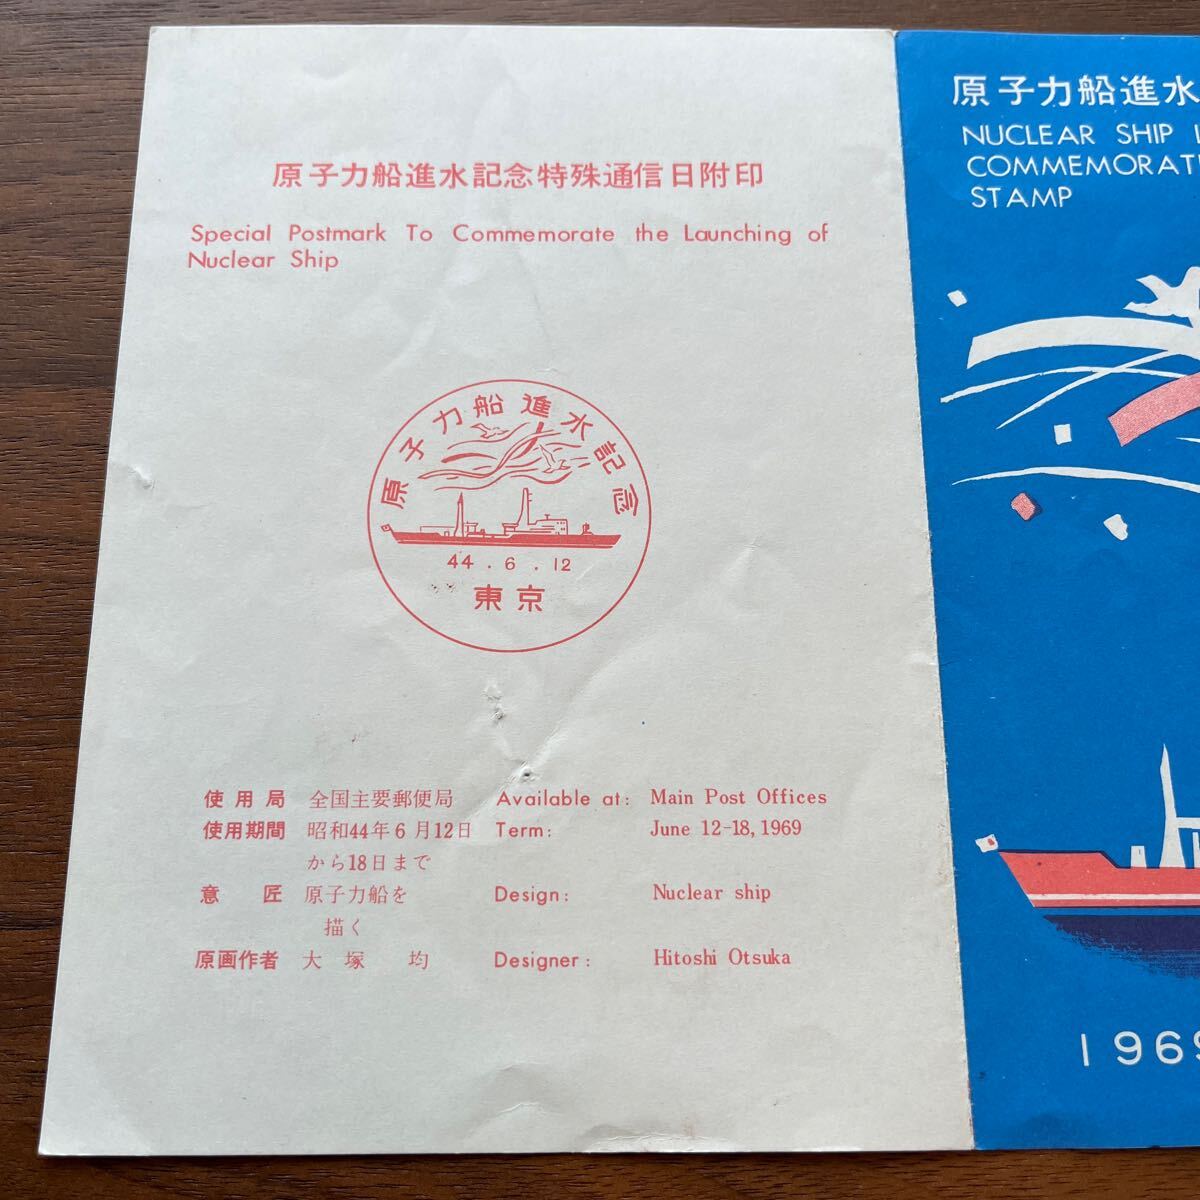 原子力船進水記念特殊通信日附印
Special Postmark To Commemorate the Launching of
Nuclear Ship
原子力船進水記念
44.6.12
東京
使用局 全国主要郵便局 Available at: Main Post Offices
使用期間 昭和44年6月12日 Term: June 12-18, 1969
から18日まで
意匠 原子力船を Design: Nuclear ship
描く
原画作者 大塚均 Designer: Hitoshi Otsuka
原子力船進水
NUCLEAR SHIP
COMMEMORAT
STAMP
1969